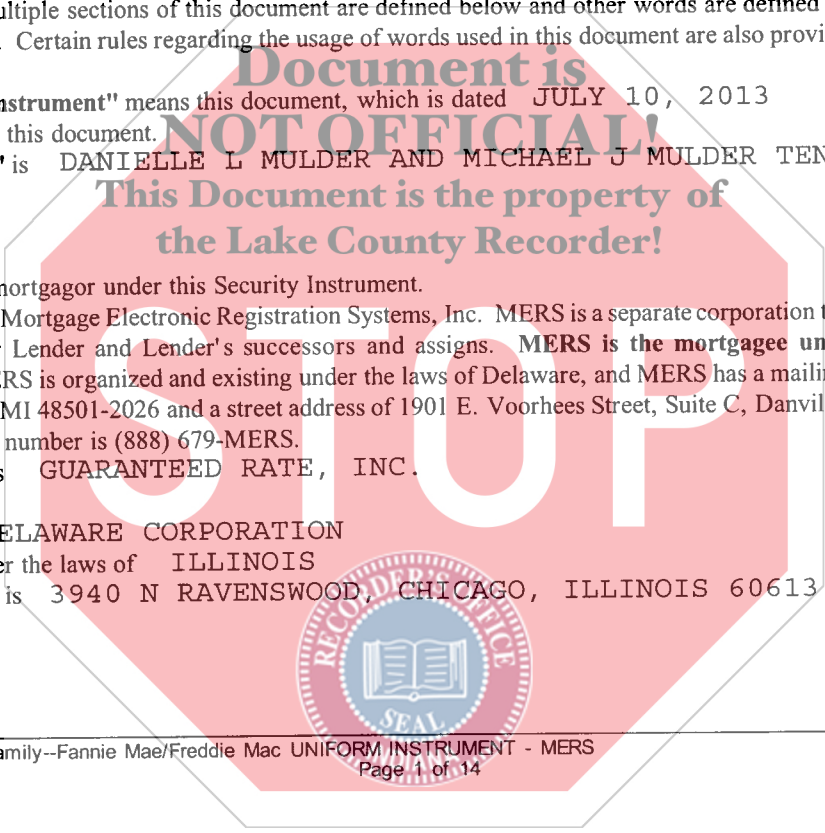 ultiple sections of this document are defined below and other words are defined
. Certain rules regarding the usage of words used in this document are also provi
Document is
nstrument" means this document, which is dated JULY 10, 2013
this document.
NOT OFFICIAL!
" is DANIELLE L MULDER AND MICHAEL J MULDER TEN
This Document is the property of
the Lake County Recorder!
mortgagor under this Security Instrument.
Mortgage Electronic Registration Systems, Inc. MERS is a separate corporation t
Lender and Lender's successors and assigns. MERS is the mortgagee un
ERS is organized and existing under the laws of Delaware, and MERS has a mailin
MI 48501-2026 and a street address of 1901 E. Voorhees Street, Suite C, Danvil
number is (888) 679-MERS.
STOP
s GUARANTEED RATE, INC.
ELAWARE CORPORATION
er the laws of ILLINOIS
is 3940 N RAVENSWOOD, CHICAGO, ILLINOIS 60613
RECORDER'S OFFICE
SEAL
INDIANA
amily--Fannie Mae/Freddie Mac UNIFORM INSTRUMENT - MERS
Page 1 of 14